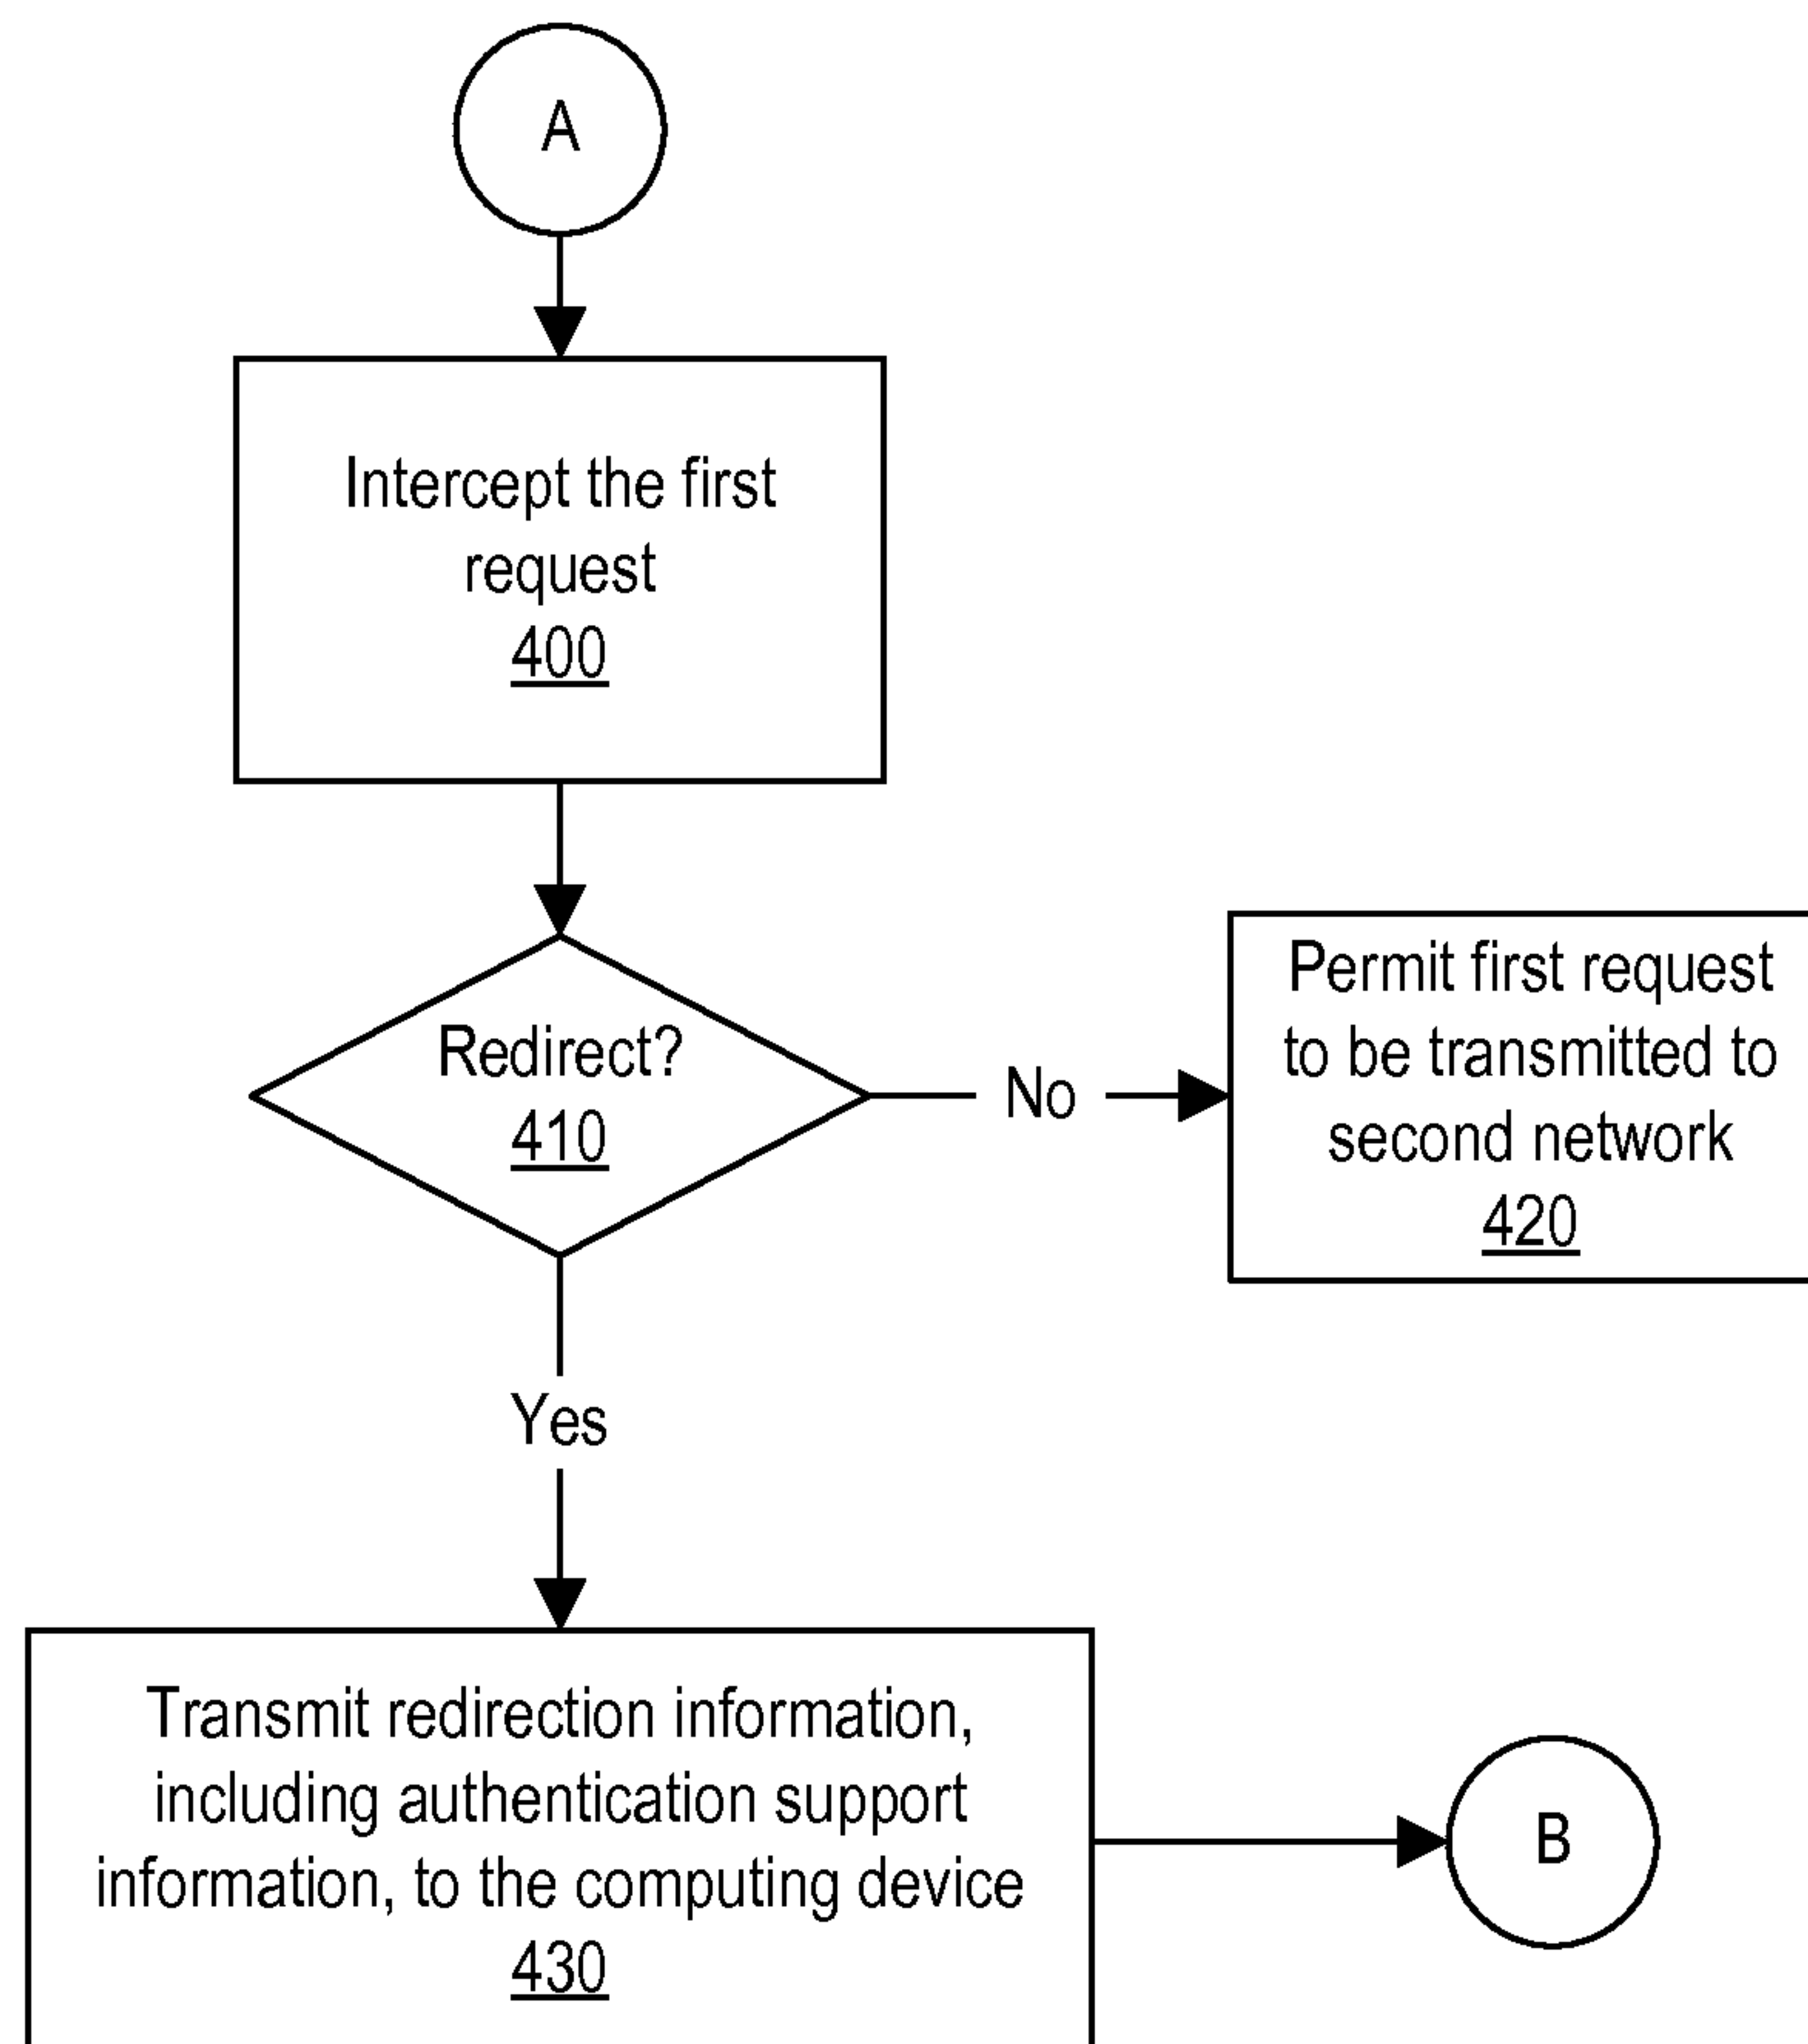 A
Intercept the first
request
400
Redirect?
410
No
Permit first request
to be transmitted to
second network
420
Yes
Transmit redirection information,
including authentication support
information, to the computing device
430
B